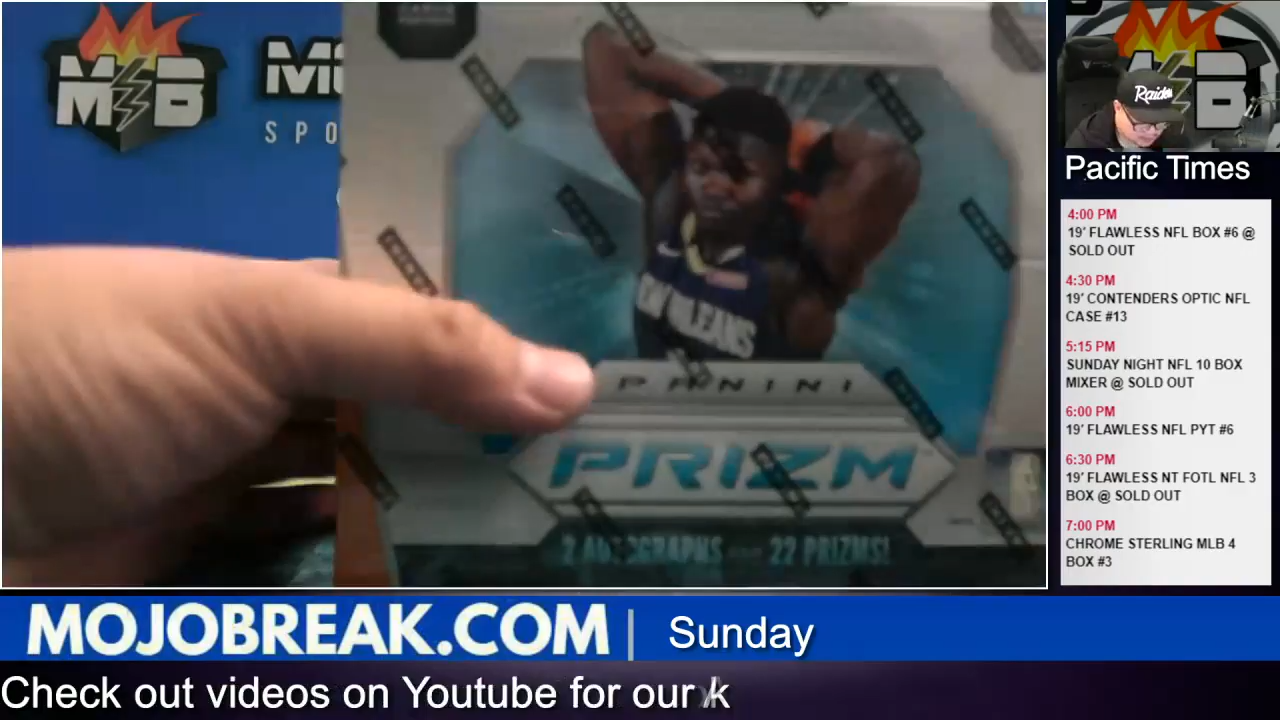 M B
SPO
NEW ORLEANS
PANINI
PRIZM
2 AUTOGRAPHS AND 22 PRIZMS!
Raiders
B
Pacific Times
4:00 PM
19' FLAWLESS NFL BOX #6 @
SOLD OUT
4:30 PM
19' CONTENDERS OPTIC NFL
CASE #13
5:15 PM
SUNDAY NIGHT NFL 10 BOX
MIXER @ SOLD OUT
6:00 PM
19' FLAWLESS NFL PYT #6
6:30 PM
19' FLAWLESS NT FOTL NFL 3
BOX @ SOLD OUT
7:00 PM
CHROME STERLING MLB 4
BOX #3
MOJOBREAK.COM | Sunday
Check out videos on Youtube for our